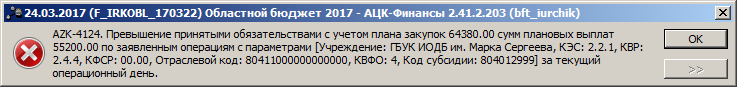 24.03.2017 (F_IRKOBL_170322) Областной бюджет 2017 - АЦК-Финансы 2.41.2.203 (bft_iurchik)
AZK-4124. Превышение принятыми обязательствами с учетом плана закупок 64380.00 сумм плановых выплат
55200.00 по заявленным операциям с параметрами [Учреждение: ГБУК ИОДБ им. Марка Сергеева, КЭС: 2.2.1, КВР:
2.4.4, КФСР: 00.00, Отраслевой код: 80411000000000000, КВФО: 4, Код субсидии: 804012999] за текущий
операционный день.
OK
>>